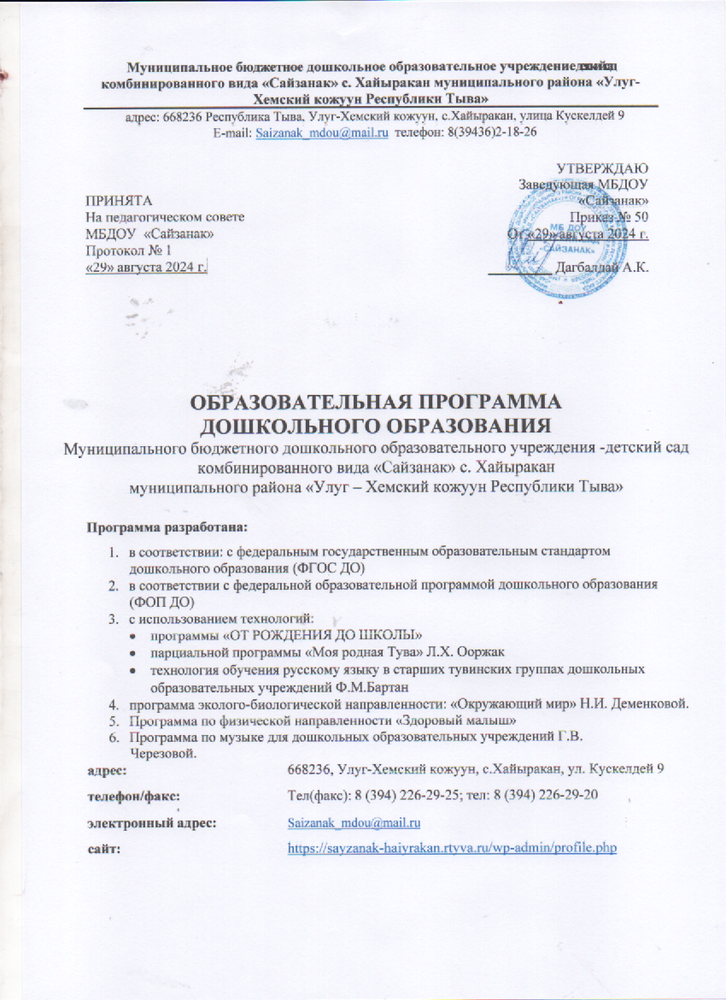 Муниципальное бюджетное дошкольное образовательное учреждение
комбинированного вида «Сайзанак» с. Хайыракан муниципального района «Улуг-
Хемский кожуун Республики Тыва»
адрес: 668236 Республика Тыва, Улуг-Хемский кожуун, с.Хайыракан, улица Кускелдей 9
E-mail: Saizanak_mdou@mail.ru телефон: 8(39436)2-18-26
УТВЕРЖДАЮ
Заведующая МБДОУ
«Сайзанак»
Приказ № 50
От «29» августа 2024 г.
Дагбалдай А.К.
МБ ДОУ
САД
«САЙЗАНАК»
ПРИНЯТА
На педагогическом совете
МБДОУ «Сайзанак»
Протокол № 1
«29» августа 2024 г.
ОБРАЗОВАТЕЛЬНАЯ ПРОГРАММА
ДОШКОЛЬНОГО ОБРАЗОВАНИЯ
Муниципального бюджетного дошкольного образовательного учреждения -детский сад
комбинированного вида «Сайзанак» с. Хайыракан
муниципального района «Улуг – Хемский кожуун Республики Тыва»
Программа разработана:
1. в соответствии: с федеральным государственным образовательным стандартом
дошкольного образования (ФГОС ДО)
2. в соответствии с федеральной образовательной программой дошкольного образования
(ФОП ДО)
3. с использованием технологий:
• программы «ОТ РОЖДЕНИЯ ДО ШКОЛЫ»
• парциальной программы «Моя родная Тува» Л.Х. Ооржак
• технология обучения русскому языку в старших тувинских группах дошкольных
образовательных учреждений Ф.М.Бартан
4. программа эколого-биологической направленности: «Окружающий мир» Н.И. Деменковой.
5. Программа по физической направленности «Здоровый малыш»
6. Программа по музыке для дошкольных образовательных учреждений Г.В.
Черезовой.
адрес: 668236, Улуг-Хемский кожуун, с.Хайыракан, ул. Кускелдей 9
телефон/факс: Тел(факс): 8 (394) 226-29-25; тел: 8 (394) 226-29-20
электронный адрес: Saizanak_mdou@mail.ru
сайт: https://sayzanak-haiyrakan.rtyva.ru/wp-admin/profile.php